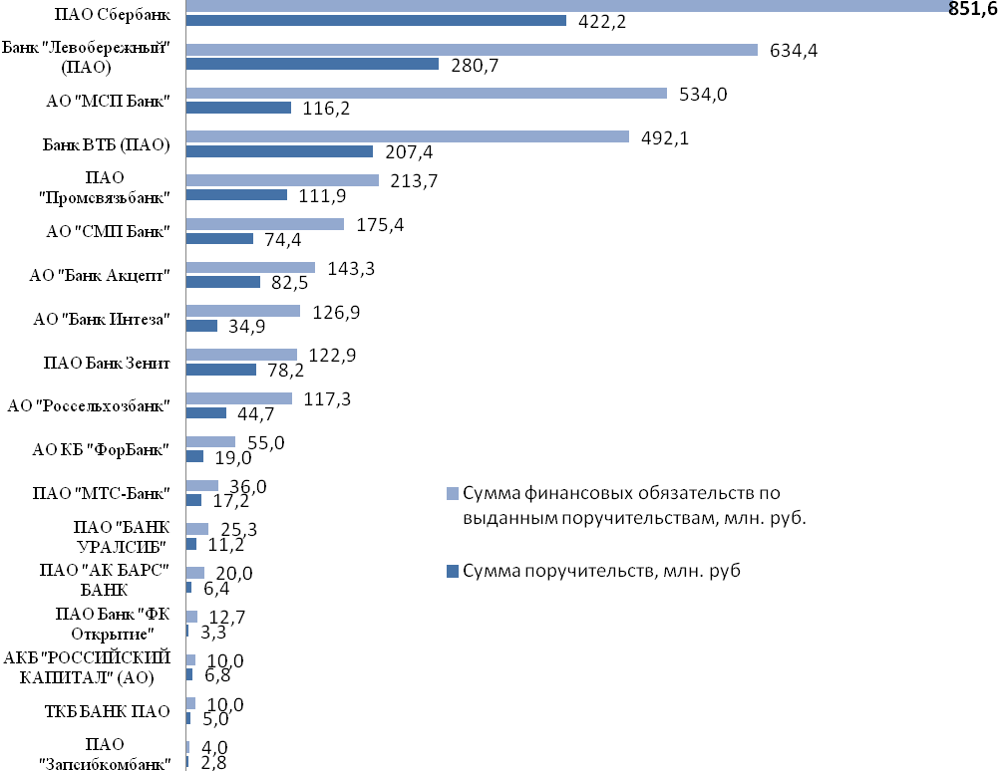 ПАО Сбербанк
851,6
422,2
Банк "Левобережный"
(ПАО)
634,4
280,7
АО "МСП Банк"
534,0
116,2
Банк ВТБ (ПАО)
492,1
207,4
ПАО
"Промсвязьбанк"
213,7
111,9
АО "СМП Банк"
175,4
74,4
АО "Банк Акцепт"
143,3
82,5
АО "Банк Интеза"
126,9
34,9
ПАО Банк Зенит
122,9
78,2
АО "Россельхозбанк"
117,3
44,7
АО КБ "ФорБанк"
55,0
19,0
ПАО "МТС-Банк"
36,0
17,2
Сумма финансовых обязательств по
выданным поручительствам, млн. руб.
ПАО "БАНК
УРАЛСИБ"
25,3
11,2
Сумма поручительств, млн. руб
ПАО "АК БАРС"
БАНК
20,0
6,4
ПАО Банк "ФК
Открытие"
12,7
3,3
АКБ "РОССИЙСКИЙ
КАПИТАЛ" (АО)
10,0
6,8
ТКБ БАНК ПАО
10,0
5,0
ПАО
"Запсибкомбанк"
4,0
2,8